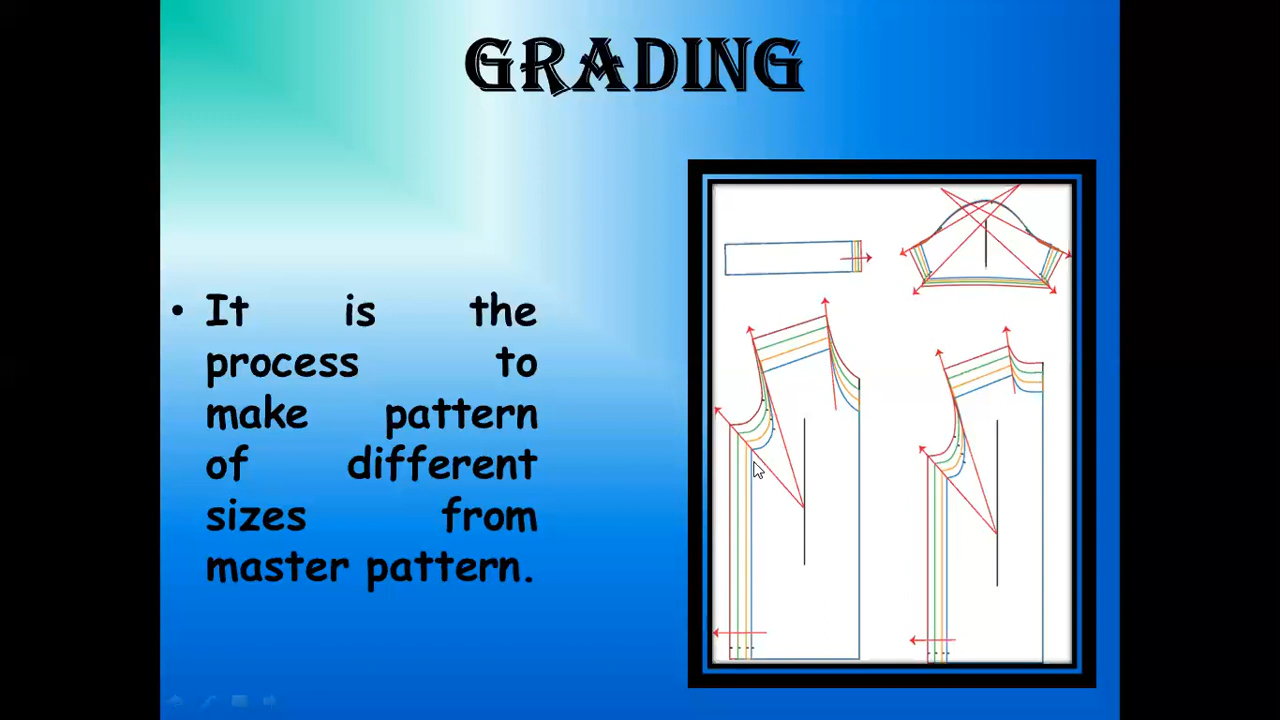 GRADING
• It is the
process to
make pattern
of different
sizes from
master pattern.